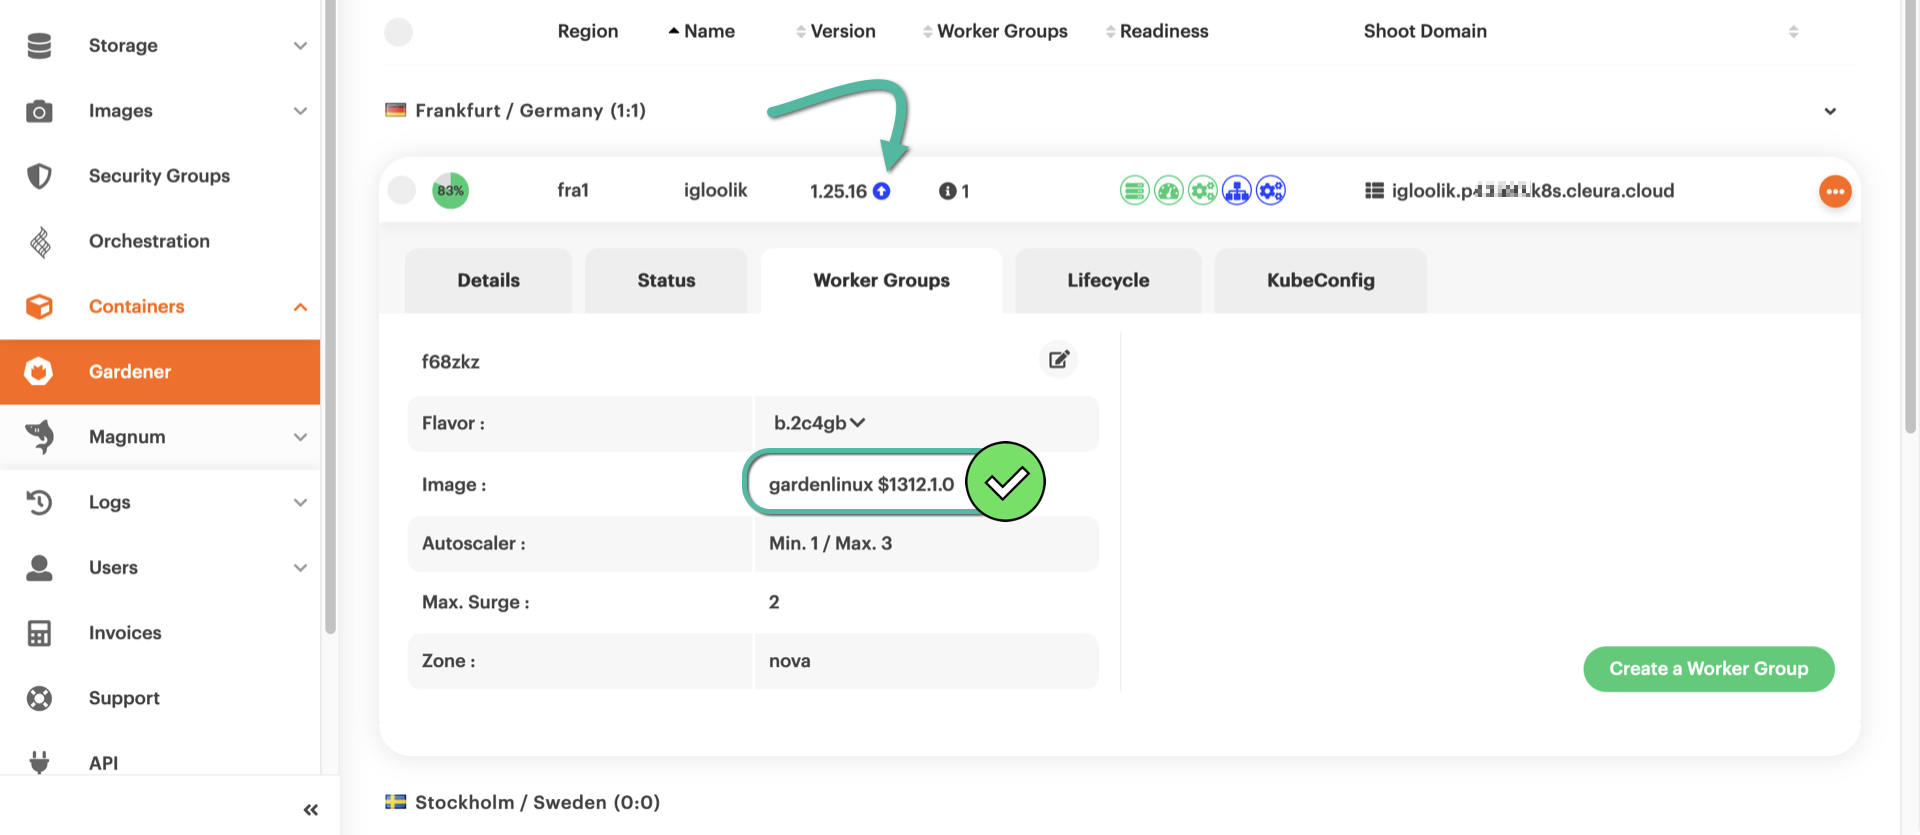 Storage
Images
Security Groups
Orchestration
Containers
Gardener
Magnum
Logs
Users
Invoices
Support
API
Region Name Version Worker Groups Readiness Shoot Domain
Frankfurt / Germany (1:1)
83% fra1 igloolik 1.25.16 1 igloolik.p k8s.cleura.cloud
Details Status Worker Groups Lifecycle KubeConfig
f68zkz
Flavor : b.2c4gb
Image : gardenlinux $1312.1.0
Autoscaler : Min. 1 / Max. 3
Max. Surge : 2
Zone : nova
Create a Worker Group
Stockholm / Sweden (0:0)